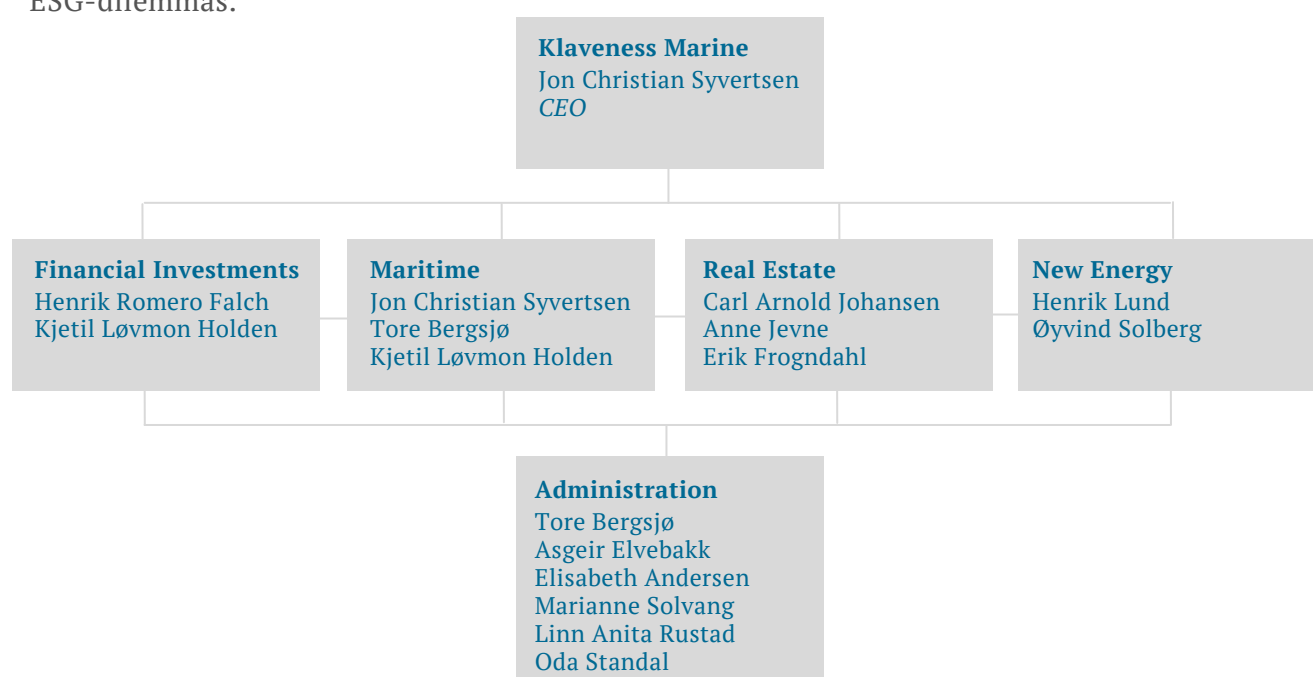 ESG-dilemmas.
Klaveness Marine
Jon Christian Syvertsen
CEO
Financial Investments
Henrik Romero Falch
Kjetil Løvmon Holden
Maritime
Jon Christian Syvertsen
Tore Bergsjø
Kjetil Løvmon Holden
Real Estate
Carl Arnold Johansen
Anne Jevne
Erik Frogndahl
New Energy
Henrik Lund
Øyvind Solberg
Administration
Tore Bergsjø
Asgeir Elvebakk
Elisabeth Andersen
Marianne Solvang
Linn Anita Rustad
Oda Standal